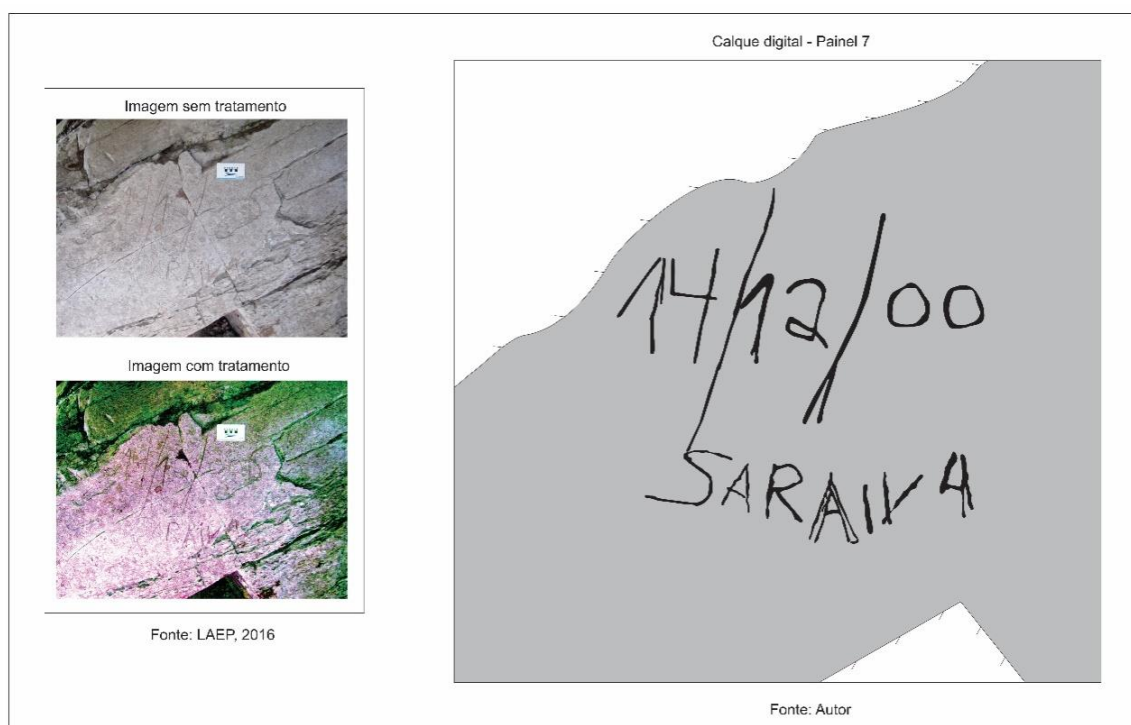 Calque digital - Painel 7
Imagem sem tratamento
Imagem com tratamento
Fonte: LAEP, 2016
14/12/00
SARAIVA
Fonte: Autor